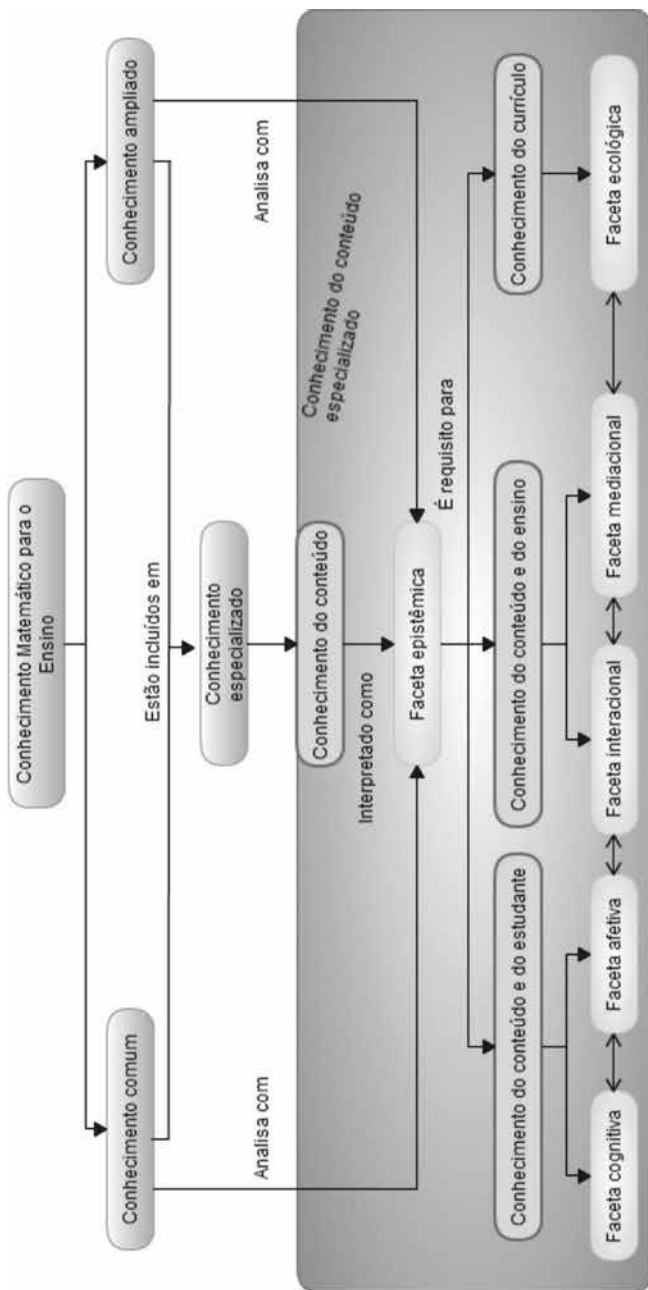 Conhecimento Matemático para o
Ensino
Conhecimento comum
Conhecimento ampliado
Estão incluídos em
Conhecimento
especializado
Analisa com
Analisa com
Conhecimento do conteúdo
Conhecimento do conteúdo
especializado
Interpretado como
Faceta epistêmica
É requisito para
Conhecimento do conteúdo e do estudante
Conhecimento do conteúdo e do ensino
Conhecimento do currículo
Faceta cognitiva
Faceta afetiva
Faceta interacional
Faceta mediacional
Faceta ecológica